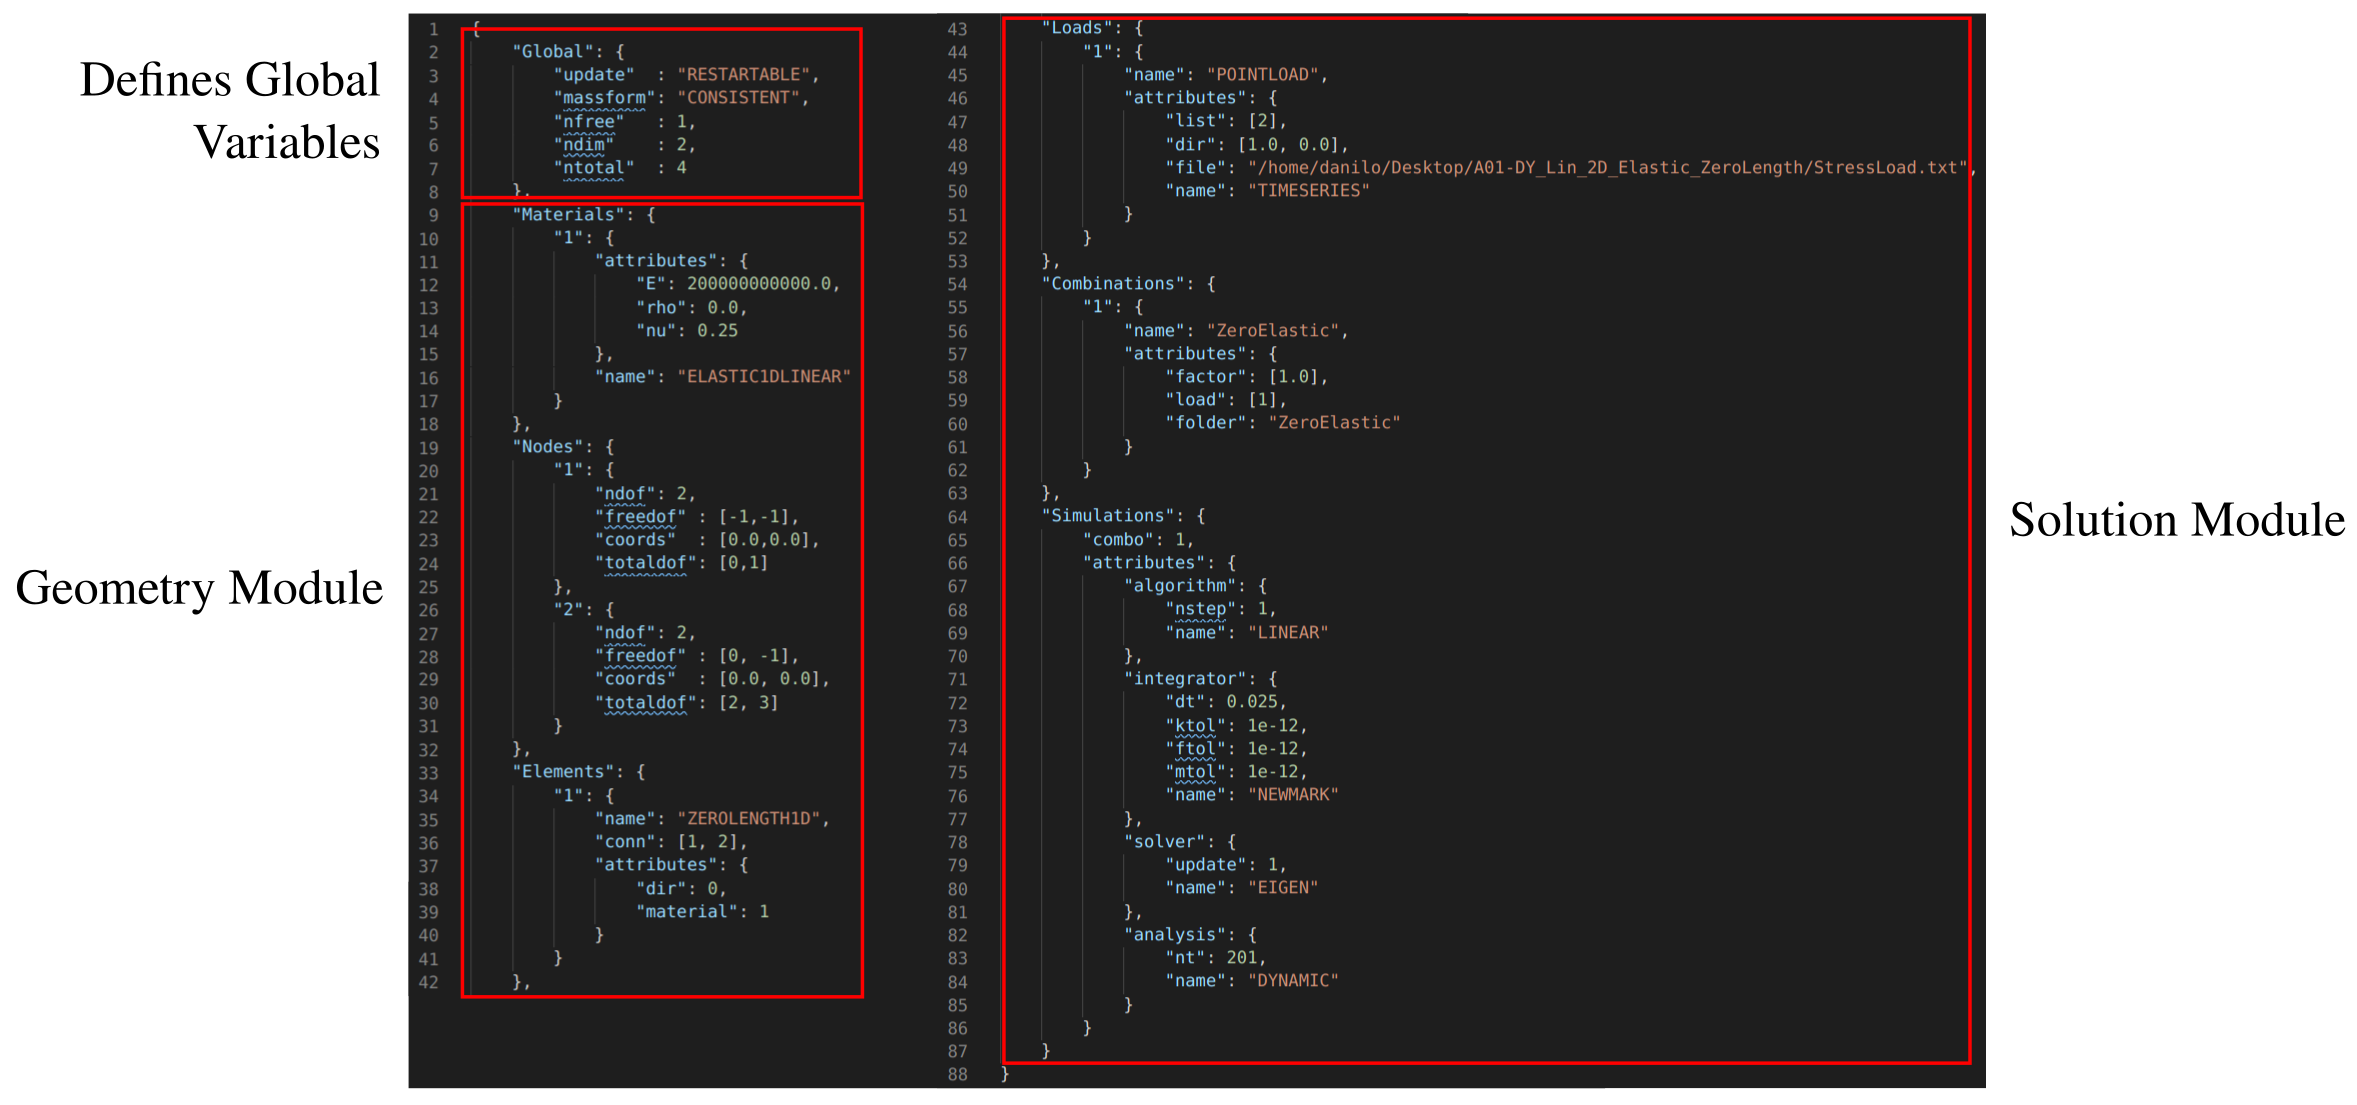 Defines Global
Variables
Geometry Module
1 {
2 "Global": {
3 "update" : "RESTARTABLE",
4 "massform": "CONSISTENT",
5 "nfree" : 1,
6 "ndim" : 2,
7 "ntotal" : 4
8 },
9 "Materials": {
10 "1": {
11 "attributes": {
12 "E": 200000000000.0,
13 "rho": 0.0,
14 "nu": 0.25
15 },
16 "name": "ELASTIC1DLINEAR"
17 }
18 },
19 "Nodes": {
20 "1": {
21 "ndof": 2,
22 "freedof" : [-1,-1],
23 "coords" : [0.0,0.0],
24 "totaldof": [0,1]
25 },
26 "2": {
27 "ndof": 2,
28 "freedof" : [0, -1],
29 "coords" : [0.0, 0.0],
30 "totaldof": [2, 3]
31 }
32 },
33 "Elements": {
34 "1": {
35 "name": "ZEROLENGTH1D",
36 "conn": [1, 2],
37 "attributes": {
38 "dir": 0,
39 "material": 1
40 }
41 }
42 },
43 "Loads": {
44 "1": {
45 "name": "POINTLOAD",
46 "attributes": {
47 "list": [2],
48 "dir": [1.0, 0.0],
49 "file": "/home/danilo/Desktop/A01-DY_Lin_2D_Elastic_ZeroLength/StressLoad.txt",
50 "name": "TIMESERIES"
51 }
52 }
53 },
54 "Combinations": {
55 "1": {
56 "name": "ZeroElastic",
57 "attributes": {
58 "factor": [1.0],
59 "load": [1],
60 "folder": "ZeroElastic"
61 }
62 }
63 },
64 "Simulations": {
65 "combo": 1,
66 "attributes": {
67 "algorithm": {
68 "nstep": 1,
69 "name": "LINEAR"
70 },
71 "integrator": {
72 "dt": 0.025,
73 "ktol": 1e-12,
74 "ftol": 1e-12,
75 "mtol": 1e-12,
76 "name": "NEWMARK"
77 },
78 "solver": {
79 "update": 1,
80 "name": "EIGEN"
81 },
82 "analysis": {
83 "nt": 201,
84 "name": "DYNAMIC"
85 }
86 }
87 }
88 }
Solution Module